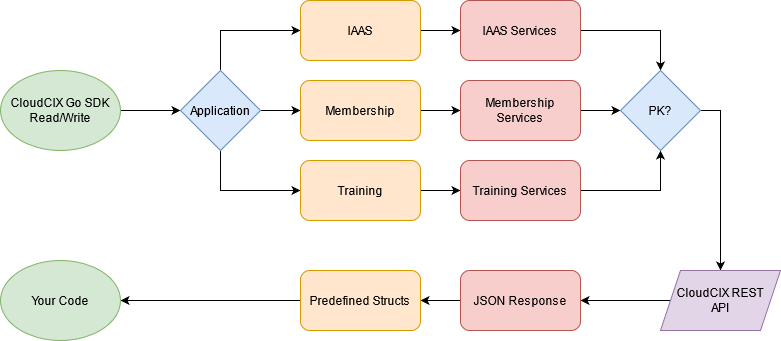 IAAS
IAAS Services
CloudCIX Go SDK
Read/Write
Application
Membership
Membership
Services
PK?
Training
Training Services
Your Code
Predefined Structs
JSON Response
CloudCIX REST
API